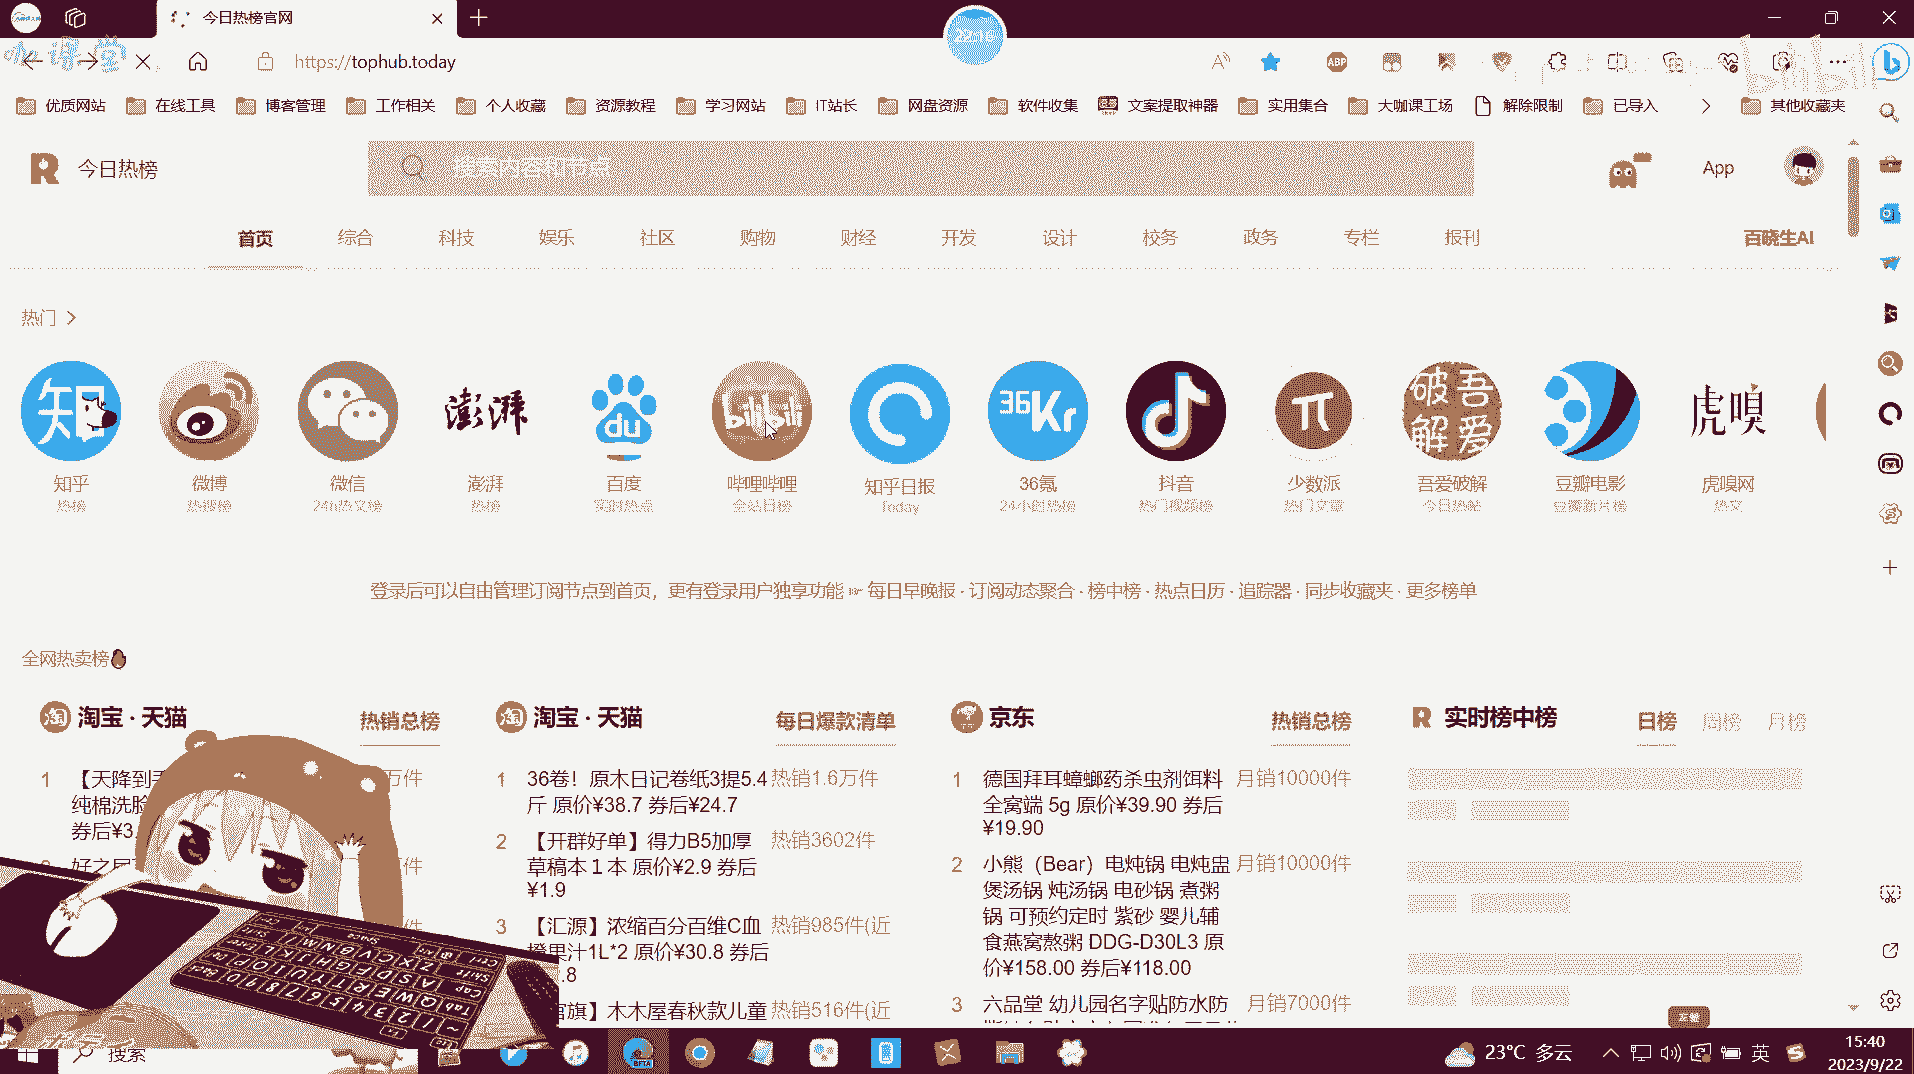 今日热榜官网
https://tophub.today
优质网站 在线工具 博客管理 工作相关 个人收藏 资源教程 学习网站 IT站长 网盘资源 软件收集 文案提取神器 实用集合 大咖课工场 解除限制 已导入 其他收藏夹
今日热榜
搜索内容和节点
App
首页 综合 科技 娱乐 社区 购物 财经 开发 设计 校务 政务 专栏 报刊 百晓生AI
热门
知乎 微博 微信 澎湃 百度 哔哩哔哩 知乎日报 36氪 抖音 少数派 吾爱破解 豆瓣电影 虎嗅网
热榜 热搜榜 24h热文榜 热榜 实时热点 全站日榜 Today 24小时热榜 热门视频榜 热门文章 今日热帖 豆瓣新片榜 热文
登录后可以自由管理订阅节点到首页，更有登录用户独享功能 ☞ 每日早晚报 · 订阅动态聚合 · 榜中榜 · 热点日历 · 追踪器 · 同步收藏夹 · 更多榜单
全网热卖榜
淘宝 · 天猫 热销总榜
1 【天降到手
纯棉洗脸
券后¥3.
万件
淘宝 · 天猫 每日爆款清单
1 36卷！原木日记卷纸3提5.4 热销1.6万件
斤 原价¥38.7 券后¥24.7
2 【开群好单】得力B5加厚 热销3602件
草稿本１本 原价¥2.9 券后
¥1.9
3 【汇源】浓缩百分百维C血 热销985件(近
橙果汁1L*2 原价¥30.8 券后
.8
官旗】木木屋春秋款儿童 热销516件(近
京东 热销总榜
1 德国拜耳蟑螂药杀虫剂饵料 月销10000件
全窝端 5g 原价¥39.90 券后
¥19.90
2 小熊（Bear）电炖锅 电炖盅 月销10000件
煲汤锅 炖汤锅 电砂锅 煮粥
锅 可预约定时 紫砂 婴儿辅
食燕窝熬粥 DDG-D30L3 原
价¥158.00 券后¥118.00
3 六品堂 幼儿园名字贴防水防 月销7000件
实时榜中榜 日榜 周榜 月榜
搜索
23°C 多云
英
15:40
2023/9/22